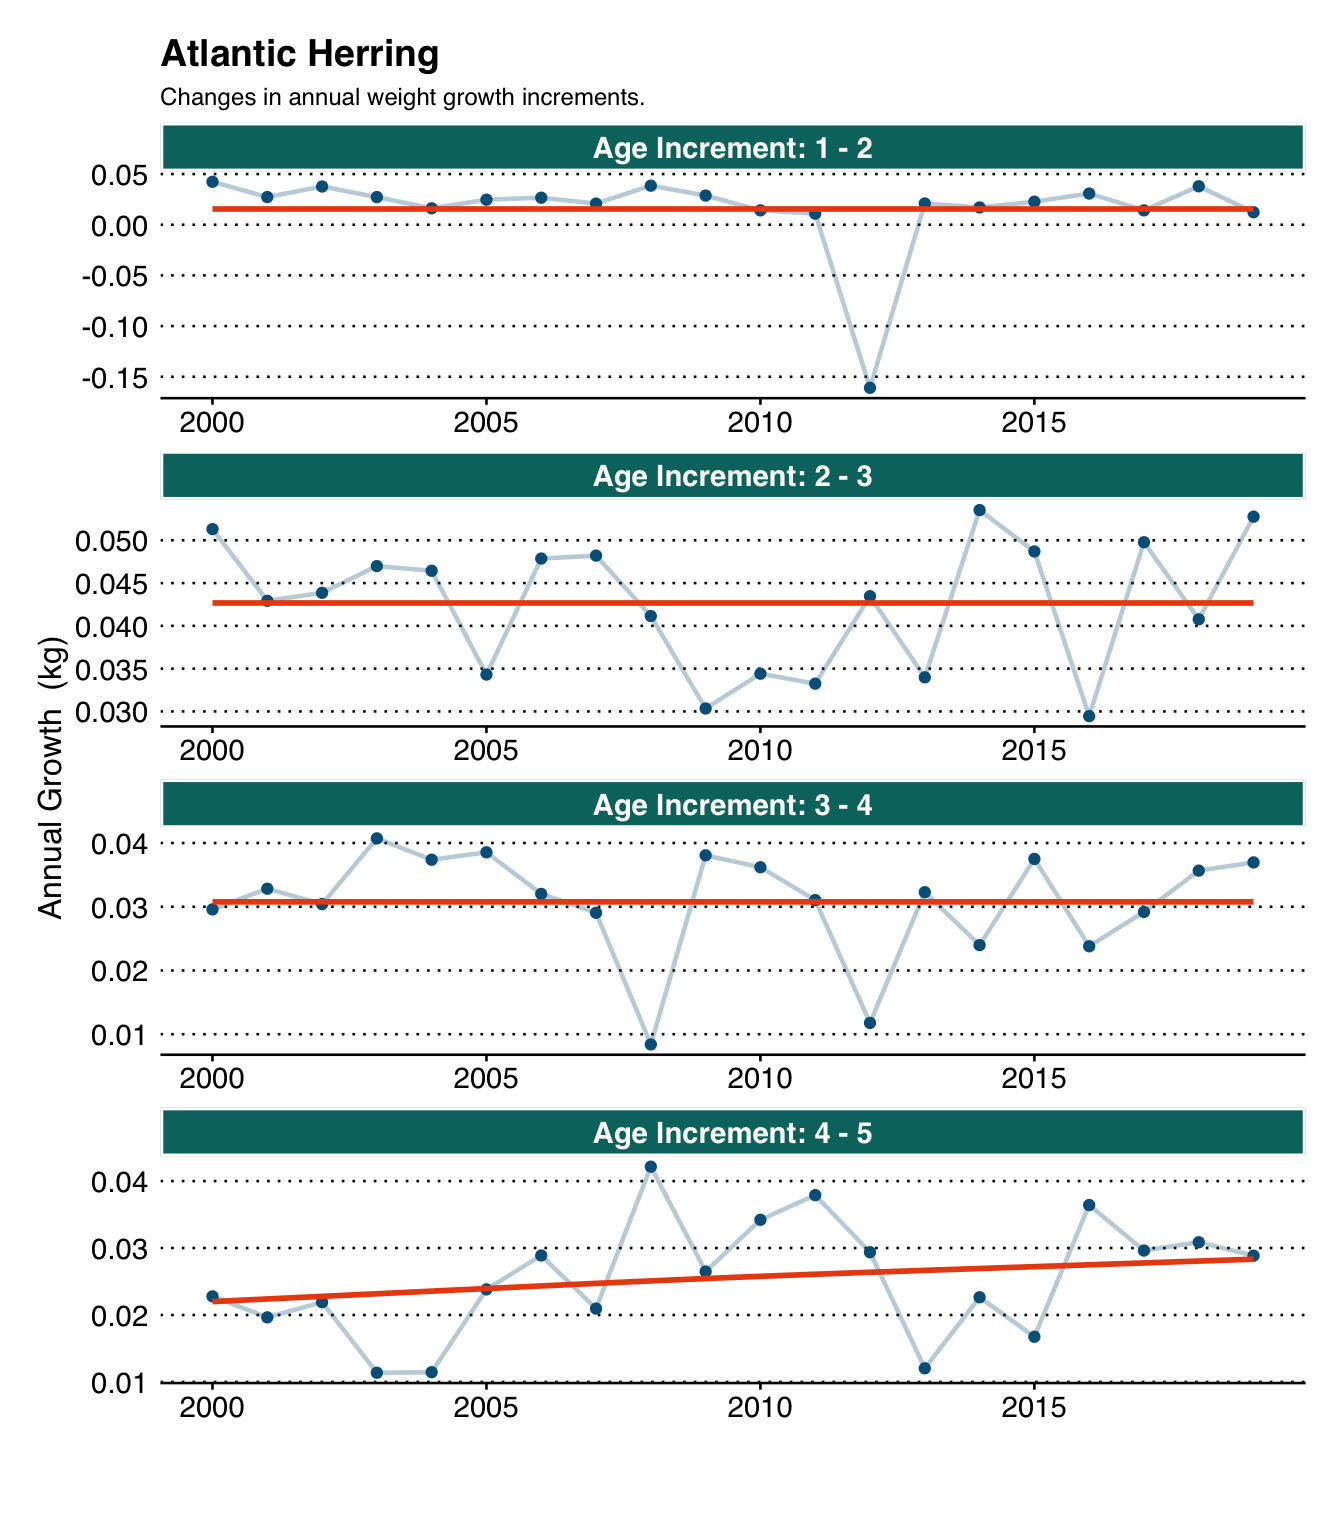 Atlantic Herring
Changes in annual weight growth increments.
Age Increment: 1 - 2
0.05
0.00
-0.05
-0.10
-0.15
2000 2005 2010 2015
Age Increment: 2 - 3
0.050
0.045
0.040
0.035
0.030
2000 2005 2010 2015
Annual Growth (kg)
Age Increment: 3 - 4
0.04
0.03
0.02
0.01
2000 2005 2010 2015
Age Increment: 4 - 5
0.04
0.03
0.02
0.01
2000 2005 2010 2015